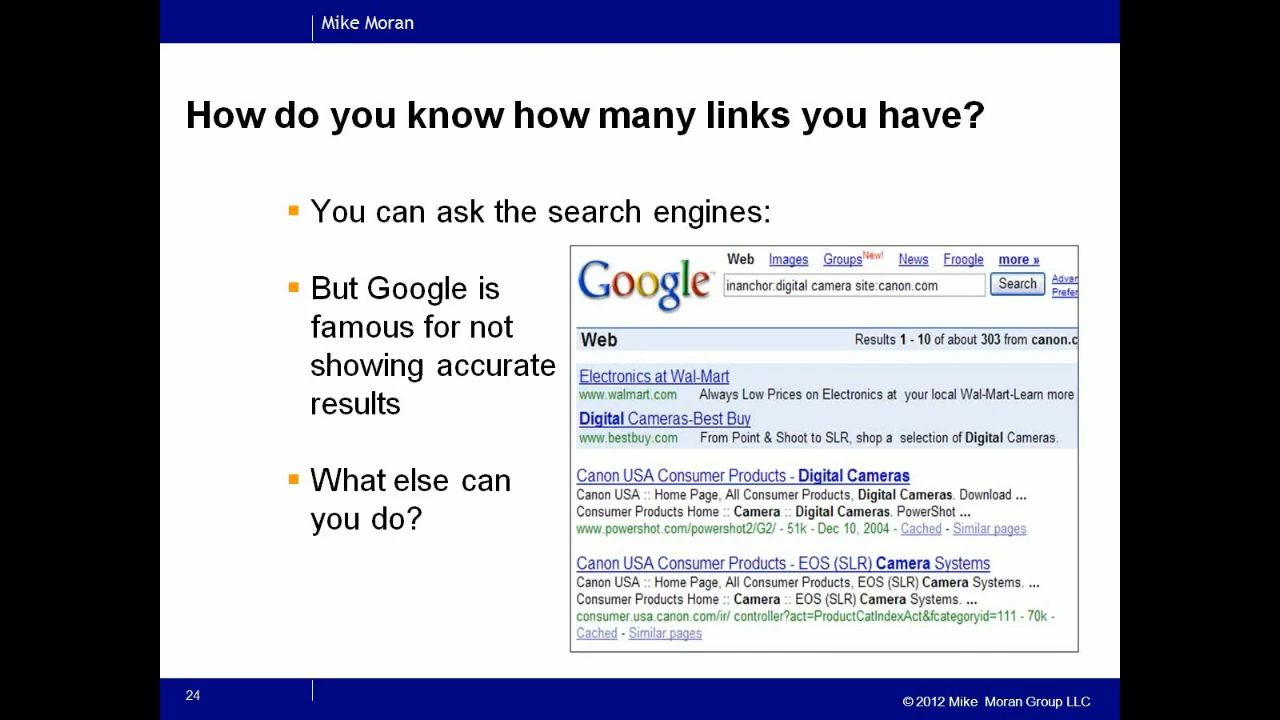 Mike Moran
How do you know how many links you have?
You can ask the search engines:
But Google is
famous for not
showing accurate
results
What else can
you do?
Google™
Web Images Groups New! News Froogle more »
inanchor:digital camera site:canon.com Search
Web Results 1 - 10 of about 303 from canon.c
Electronics at Wal-Mart
www.walmart.com Always Low Prices on Electronics at your local Wal-Mart-Learn more
Digital Cameras-Best Buy
www.bestbuy.com From Point & Shoot to SLR, shop a selection of Digital Cameras.
Canon USA Consumer Products - Digital Cameras
Canon USA :: Home Page, All Consumer Products, Digital Cameras. Download ...
Consumer Products Home :: Camera :: Digital Cameras. PowerShot ...
www.powershot.com/powershot2/G2/ - 51k - Dec 10, 2004 - Cached - Similar pages
Canon USA Consumer Products - EOS (SLR) Camera Systems
Canon USA :: Home Page, All Consumer Products, EOS (SLR) Camera Systems. ...
Consumer Products Home :: Camera :: EOS (SLR) Camera Systems. ...
consumer.usa.canon.com/ir/ controller?act=ProductCatIndexAct&fcategoryid=111 - 70k -
Cached - Similar pages
24
© 2012 Mike Moran Group LLC